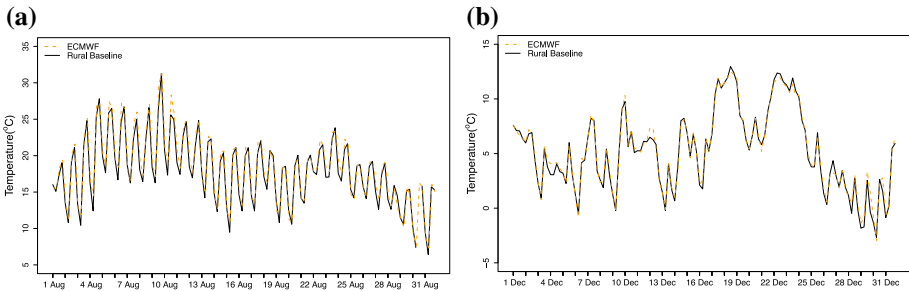 (a)
ECMWF
Rural Baseline
Temperature(°C)
35
30
25
20
15
10
5
1 Aug 4 Aug 7 Aug 10 Aug 13 Aug 16 Aug 19 Aug 22 Aug 25 Aug 28 Aug 31 Aug
(b)
ECMWF
Rural Baseline
Temperature(°C)
15
10
5
0
−5
1 Dec 4 Dec 7 Dec 10 Dec 13 Dec 16 Dec 19 Dec 22 Dec 25 Dec 28 Dec 31 Dec